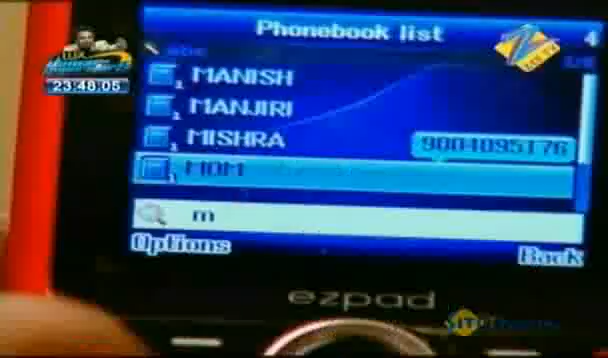 Phonebook list
4
MANISH
MANJIRI
MISHRA
9004095176
MOM
m
Options
Back
ezpad
23:48:05